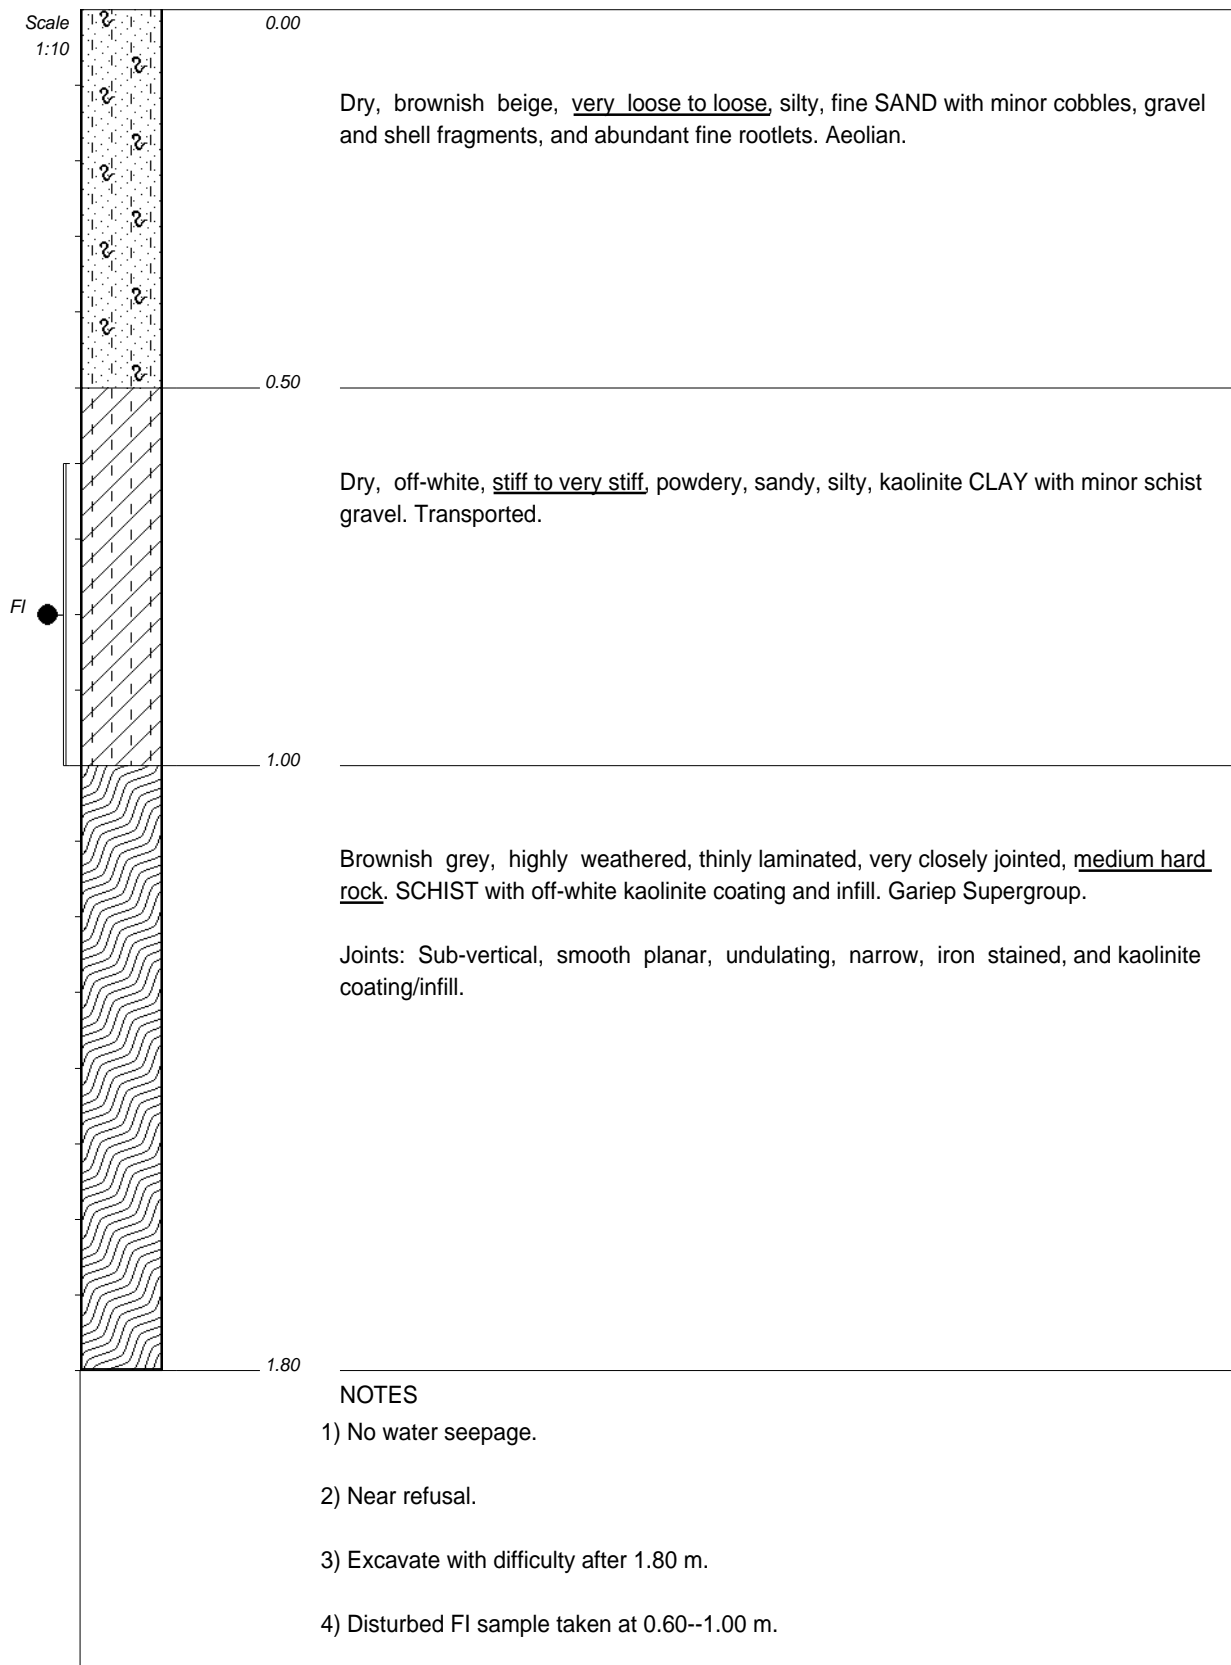 Scale
1:10
0.00
Dry, brownish beige, very loose to loose, silty, fine SAND with minor cobbles, gravel
and shell fragments, and abundant fine rootlets. Aeolian.
0.50
Dry, off-white, stiff to very stiff, powdery, sandy, silty, kaolinite CLAY with minor schist
gravel. Transported.
FI
1.00
Brownish grey, highly weathered, thinly laminated, very closely jointed, medium hard
rock. SCHIST with off-white kaolinite coating and infill. Gariep Supergroup.
Joints: Sub-vertical, smooth planar, undulating, narrow, iron stained, and kaolinite
coating/infill.
1.80
NOTES
1) No water seepage.
2) Near refusal.
3) Excavate with difficulty after 1.80 m.
4) Disturbed FI sample taken at 0.60--1.00 m.